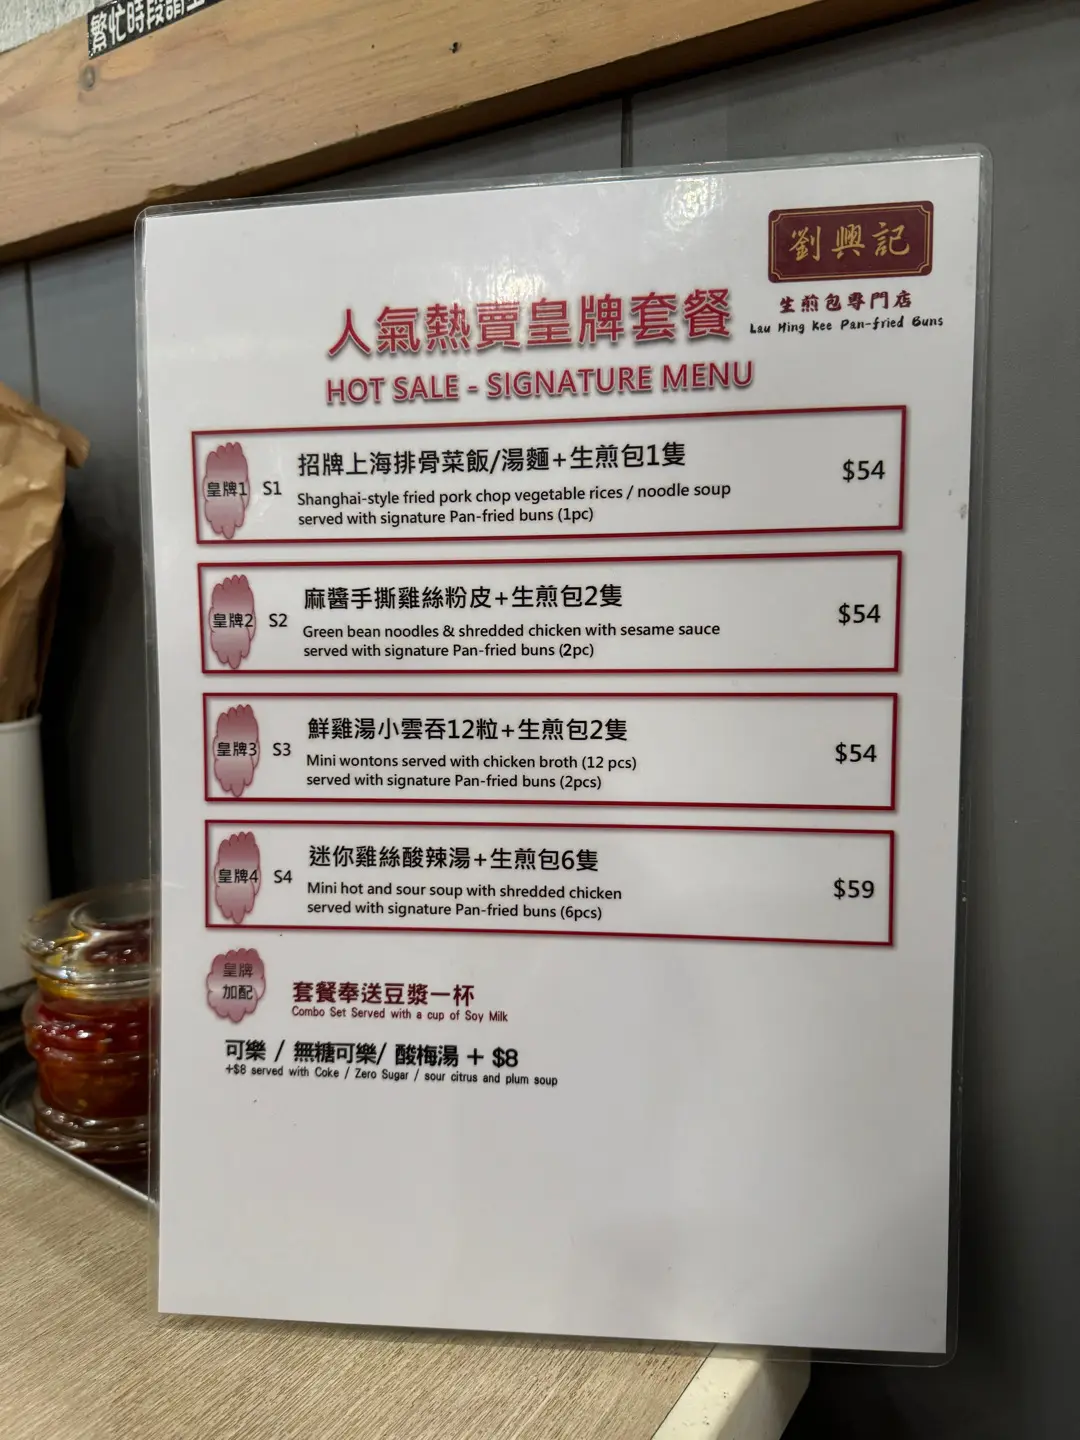 繁忙時段請
劉興記
生煎包專門店
Lau Hing Kee Pan-fried Buns
人氣熱賣皇牌套餐
HOT SALE - SIGNATURE MENU
皇牌1 S1 招牌上海排骨菜飯/湯麵+生煎包1隻 $54
Shanghai-style fried pork chop vegetable rices / noodle soup
served with signature Pan-fried buns (1pc)
皇牌2 S2 麻醬手撕雞絲粉皮+生煎包2隻 $54
Green bean noodles & shredded chicken with sesame sauce
served with signature Pan-fried buns (2pc)
皇牌3 S3 鮮雞湯小雲吞12粒+生煎包2隻 $54
Mini wontons served with chicken broth (12 pcs)
served with signature Pan-fried buns (2pcs)
皇牌4 S4 迷你雞絲酸辣湯+生煎包6隻 $59
Mini hot and sour soup with shredded chicken
served with signature Pan-fried buns (6pcs)
皇牌
加配
套餐奉送豆漿一杯
Combo Set Served with a cup of Soy Milk
可樂 / 無糖可樂/ 酸梅湯 + $8
+$8 served with Coke / Zero Sugar / sour citrus and plum soup